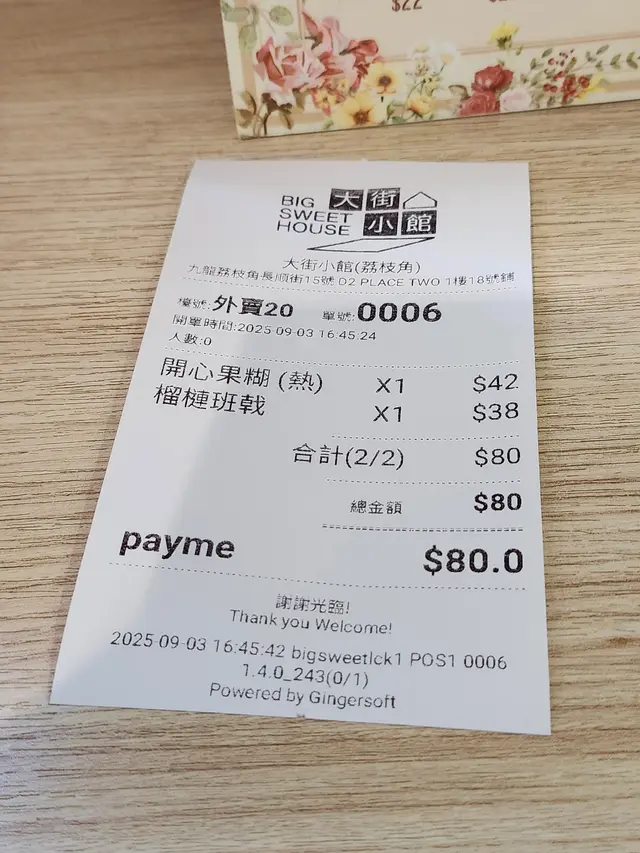 $22
BIG SWEET HOUSE 大街小館
大街小館(荔枝角)
九龍荔枝角長順街15號 D2 PLACE TWO 1樓18號舖
檯號:外賣20 單號:0006
開單時間:2025-09-03 16:45:24
人數:0
開心果糊 (熱) X1 $42
榴槤班戟 X1 $38
合計(2/2) $80
總金額 $80
payme $80.0
謝謝光臨!
Thank you Welcome!
2025-09-03 16:45:42 bigsweetlck1 POS1 0006
1.4.0_243(0/1)
Powered by Gingersoft